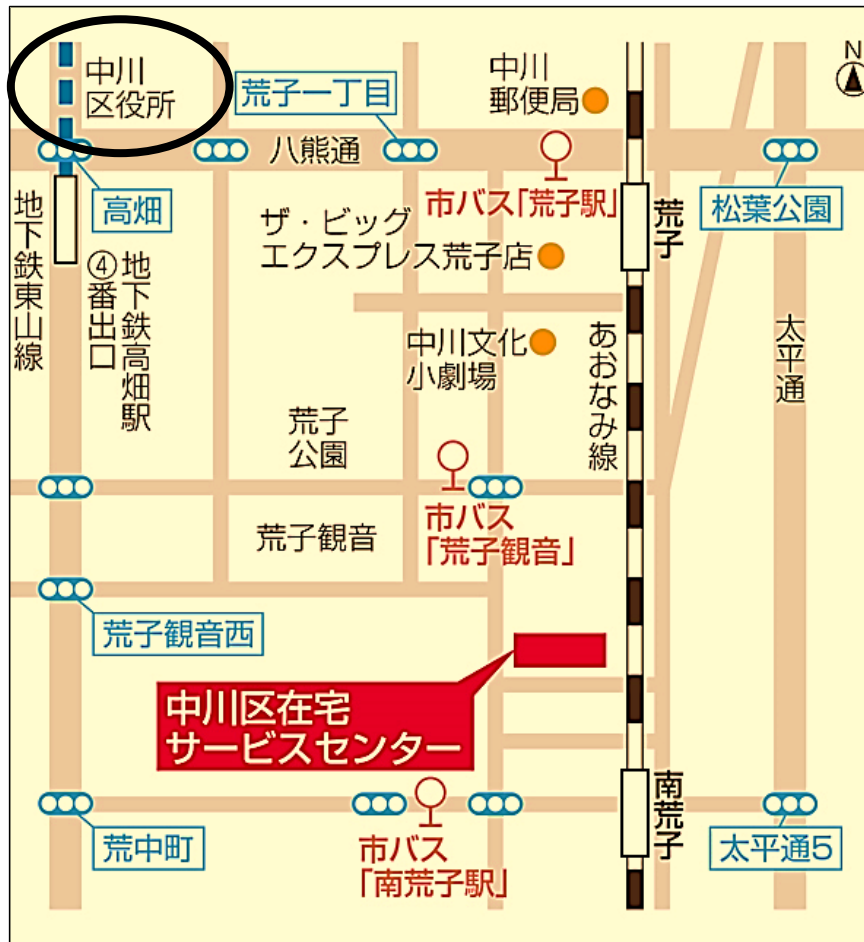 中川
区役所
荒子一丁目
中川
郵便局
N
八熊通
高畑
市バス「荒子駅」
荒子
松葉公園
地下鉄東山線
地下鉄高畑駅
④番出口
ザ・ビッグ
エクスプレス荒子店
あおなみ線
太平通
中川文化
小劇場
荒子
公園
市バス
「荒子観音」
荒子観音
荒子観音西
中川区在宅
サービスセンター
荒中町
市バス
「南荒子駅」
南荒子
太平通5